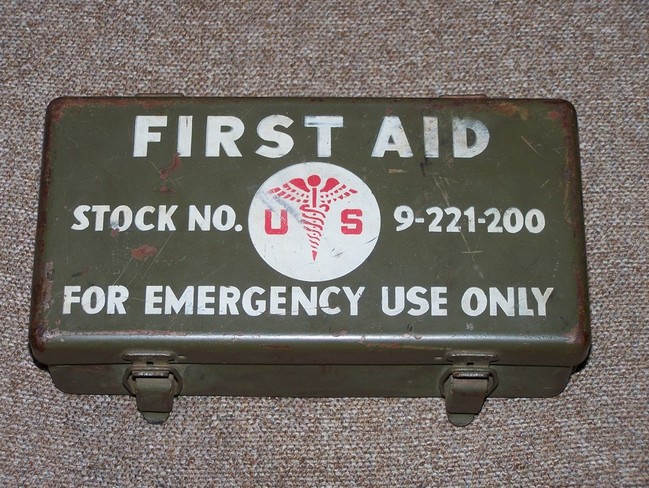 FIRST AID
STOCK NO. U S 9-221-200
FOR EMERGENCY USE ONLY